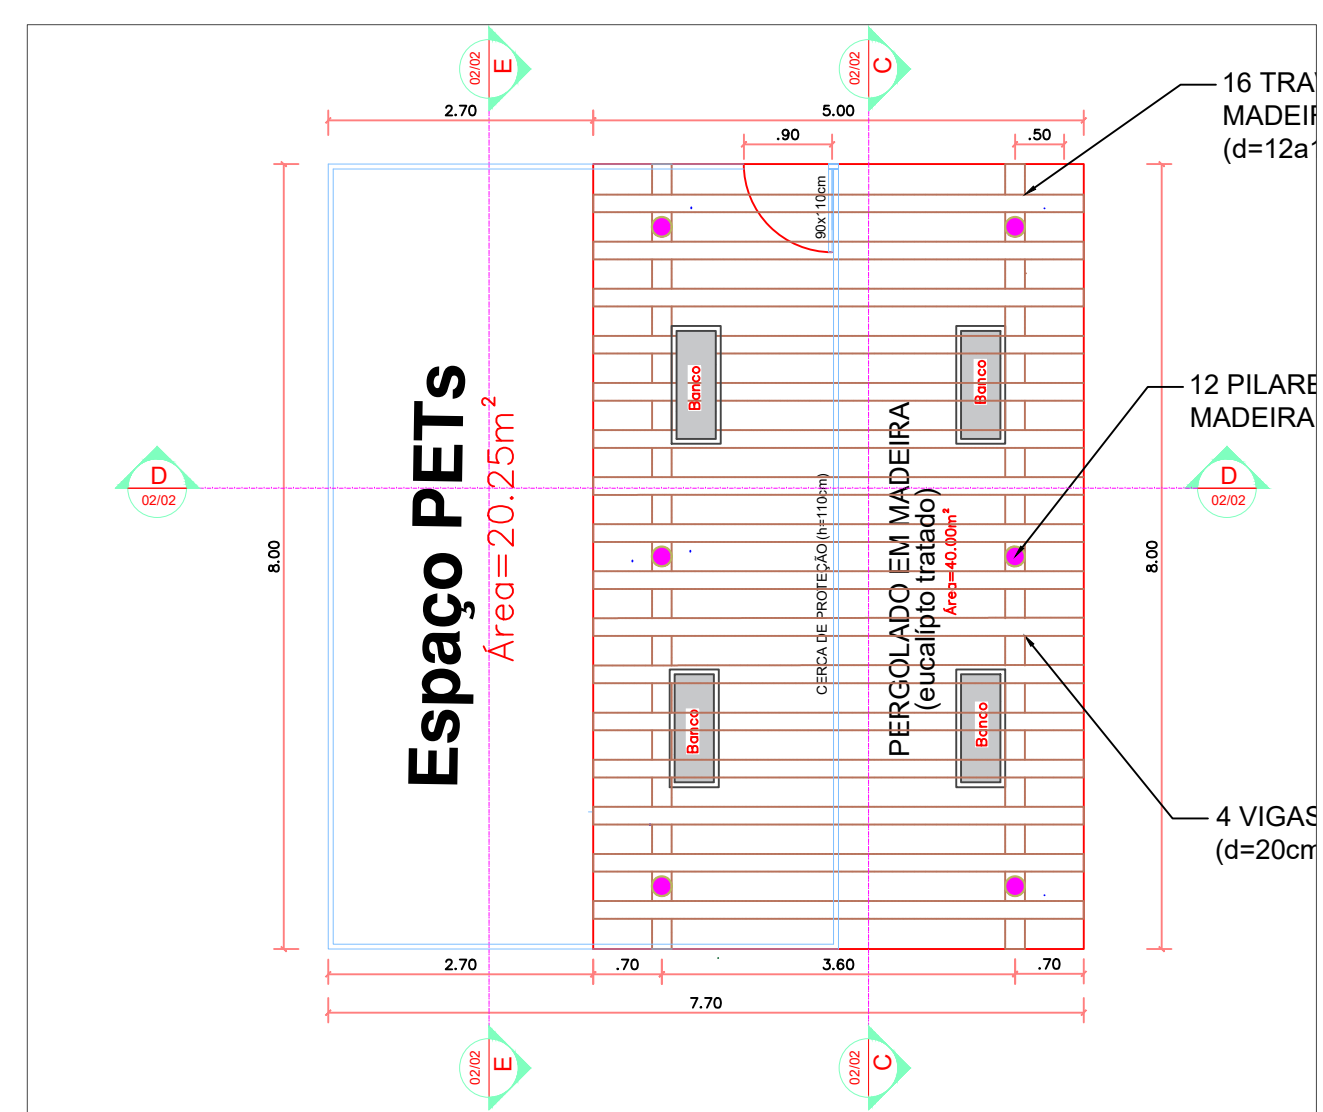 E
02/02
C
02/02
16 TRA
MADEI
(d=12a1
2.70
5.00
.90
.50
90x110cm
Banco
Banco
12 PILARE
MADEIRA
D
02/02
D
02/02
8.00
8.00
Espaço PETs
Área=20.25m²
CERCA DE PROTEÇÃO (h=110cm)
PERGOLADO EM MADEIRA
(eucalípto tratado)
Área=40.00m²
Banco
Banco
4 VIGAS
(d=20cm
2.70
.70
3.60
.70
7.70
E
02/02
C
02/02